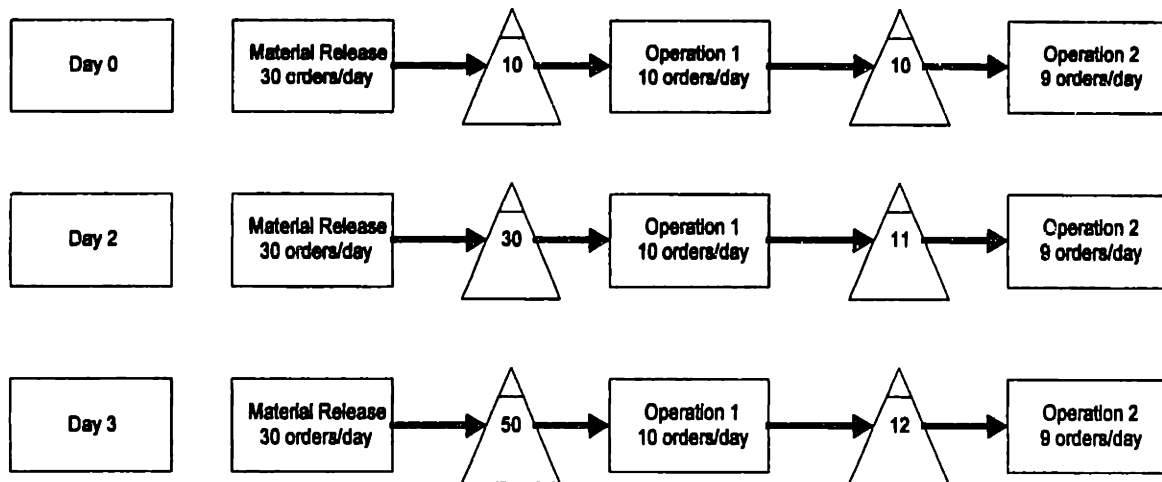 Day 0
Material Release
30 orders/day
10
Operation 1
10 orders/day
10
Operation 2
9 orders/day
Day 2
Material Release
30 orders/day
30
Operation 1
10 orders/day
11
Operation 2
9 orders/day
Day 3
Material Release
30 orders/day
50
Operation 1
10 orders/day
12
Operation 2
9 orders/day